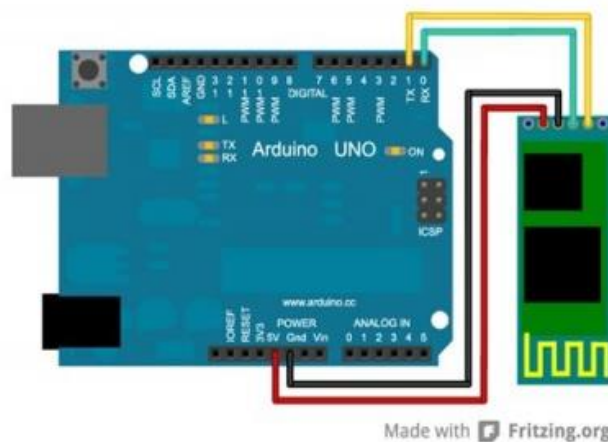 SCL
SDA
AREF
GND
13
12
PWM 11
PWM 10
PWM 9
8
DIGITAL
7
PWM 6
PWM 5
4
PWM 3
2
TX 1
RX 0
L
TX
RX
Arduino UNO
ON
1
ICSP
www.arduino.cc
POWER
ANALOG IN
IOREF
RESET
3V3
5V
Gnd
Vin
0 1 2 3 4 5
Made with Fritzing.org